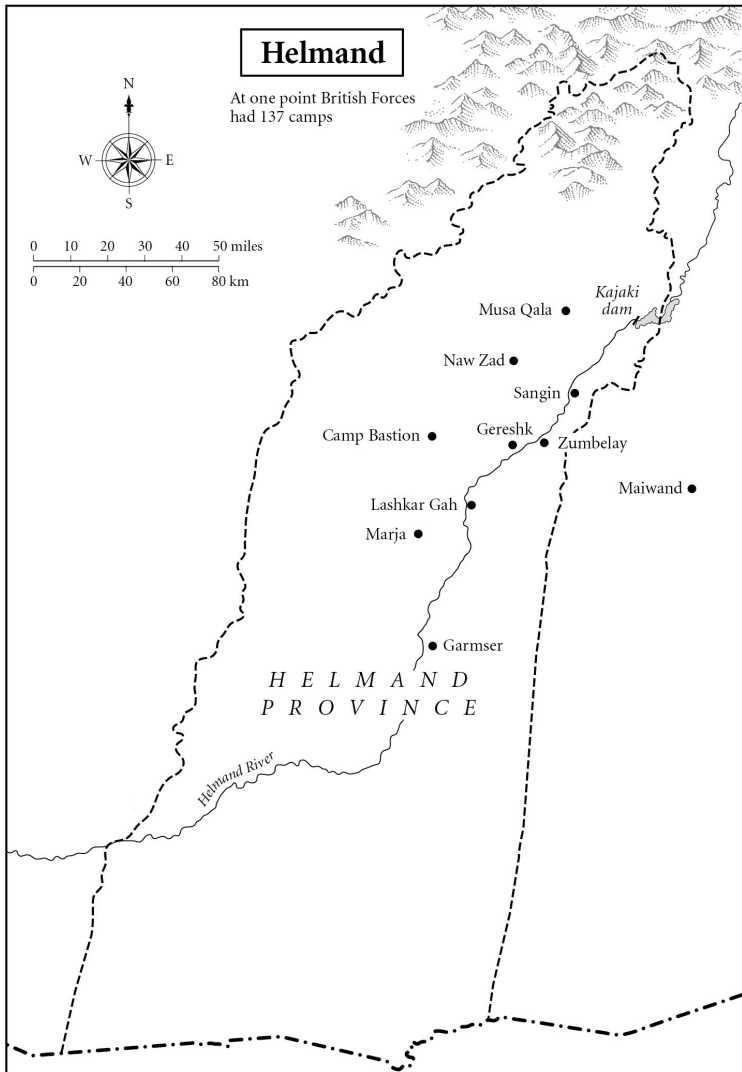 Helmand
At one point British Forces
had 137 camps
N
W
E
S
0 10 20 30 40 50 miles
0 20 40 60 80 km
Kajaki
dam
Musa Qala
Naw Zad
Sangin
Gereshk
Camp Bastion
Zumbelay
Maiwand
Lashkar Gah
Marja
Garmser
HELMAND
PROVINCE
Helmand River